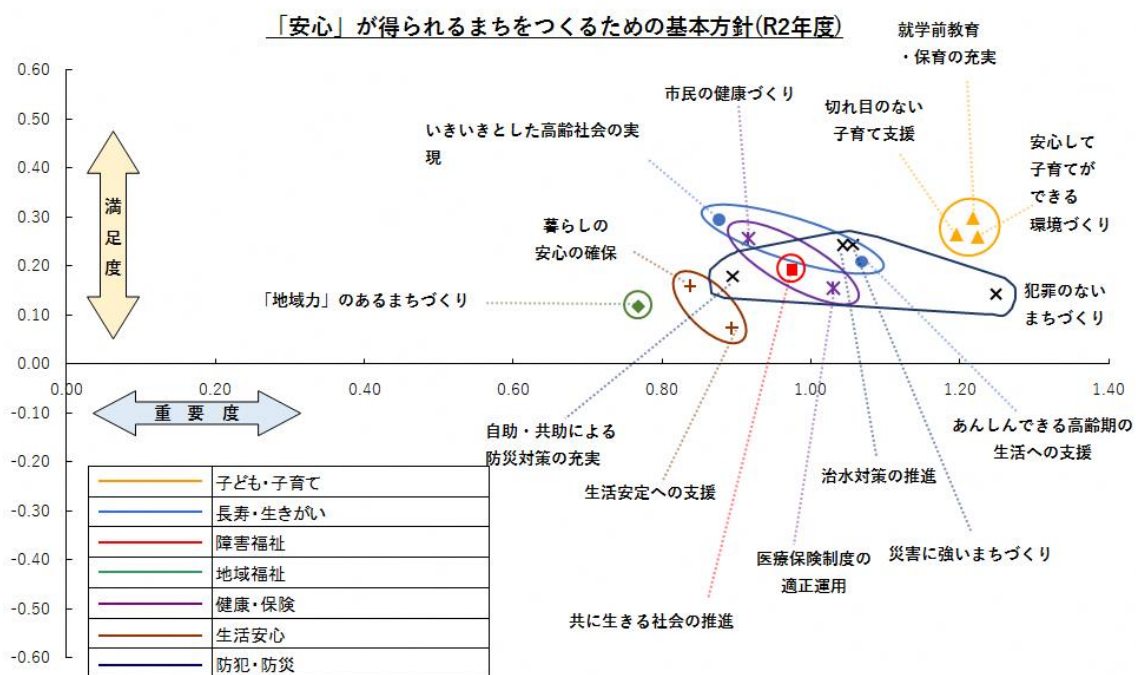 「安心」が得られるまちをつくるための基本方針(R2年度)
就学前教育
・保育の充実
市民の健康づくり
切れ目のない
子育て支援
いきいきとした高齢社会の実
現
安心して
子育てが
できる
環境づくり
暮らしの
安心の確保
「地域力」のあるまちづくり
犯罪のない
まちづくり
満足度
0.60
0.50
0.40
0.30
0.20
0.10
0.00
-0.10
-0.20
-0.30
-0.40
-0.50
-0.60
0.00
0.20
0.40
0.60
0.80
1.00
1.20
1.40
重 要 度
自助・共助による
防災対策の充実
生活安定への支援
あんしんできる高齢期の
生活への支援
治水対策の推進
災害に強いまちづくり
医療保険制度の
適正運用
共に生きる社会の推進
子ども・子育て
長寿・生きがい
障害福祉
地域福祉
健康・保険
生活安心
防犯・防災